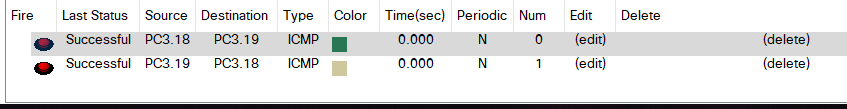 Fire Last Status Source Destination Type Color Time(sec) Periodic Num Edit Delete
Successful PC3.18 PC3.19 ICMP 0.000 N 0 (edit) (delete)
Successful PC3.19 PC3.18 ICMP 0.000 N 1 (edit) (delete)